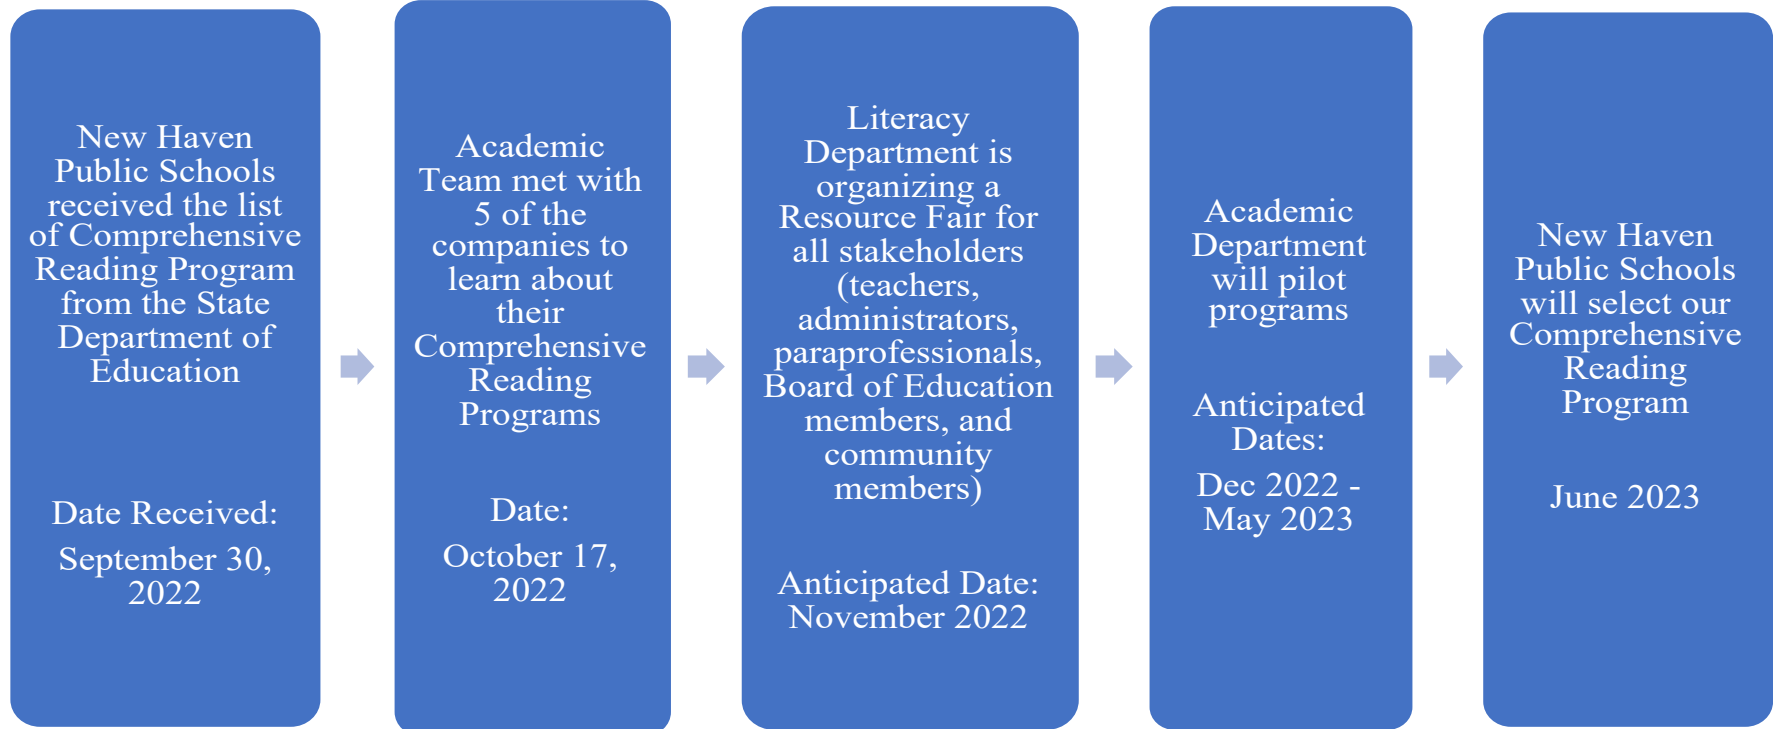 New Haven
Public Schools
received the list
of Comprehensive
Reading Program
from the State
Department of
Education
Date Received:
September 30,
2022
Academic
Team met with
5 of the
companies to
learn about
their
Comprehensive
Reading
Programs
Date:
October 17,
2022
Literacy
Department is
organizing a
Resource Fair for
all stakeholders
(teachers,
administrators,
paraprofessionals,
Board of Education
members, and
community
members)
Anticipated Date:
November 2022
Academic
Department
will pilot
programs
Anticipated
Dates:
Dec 2022 -
May 2023
New Haven
Public Schools
will select our
Comprehensive
Reading
Program
June 2023